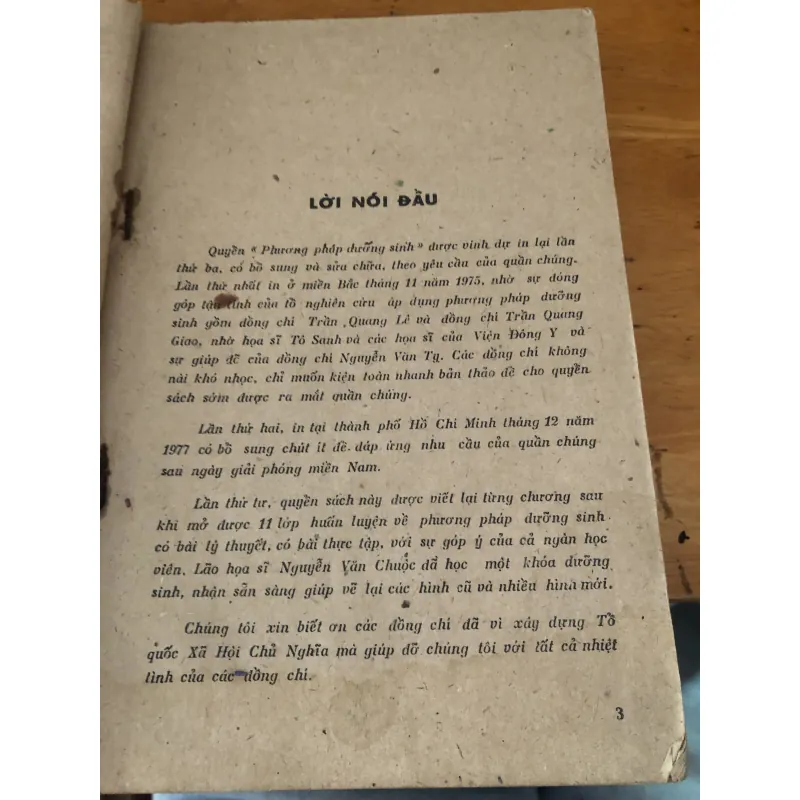 LỜI NÓI ĐẦU
Quyển « Phương pháp dưỡng sinh » được vinh dự in lại lần
thứ ba, có bổ sung và sửa chữa, theo yêu cầu của quần chúng.
Lần thứ nhất in ở miền Bắc tháng 11 năm 1975, nhờ sự đóng
góp tận tình của tổ nghiên cứu áp dụng phương pháp dưỡng
sinh gồm đồng chí Trần Quang Lê và đồng chí Trần Quang
Giao, nhờ họa sĩ Tô Sanh và các họa sĩ của Viện Đông Y và
sự giúp đỡ của đồng chí Nguyễn Văn Tỵ. Các đồng chí không
nài khó nhọc, chỉ muốn kiện toàn nhanh bản thảo để cho quyển
sách sớm được ra mắt quần chúng.
Lần thứ hai, in tại thành phố Hồ Chí Minh tháng 12 năm
1977 có bổ sung chút ít để đáp ứng nhu cầu của quần chúng
sau ngày giải phóng miền Nam.
Lần thứ tư, quyển sách này được viết lại từng chương sau
khi mở được 11 lớp huấn luyện về phương pháp dưỡng sinh
có bài lý thuyết, có bài thực tập, với sự góp ý của cả ngàn học
viên. Lão họa sĩ Nguyễn Văn Chuộc đã học một khóa dưỡng
sinh, nhận sẵn sàng giúp vẽ lại các hình cũ và nhiều hình mới.
Chúng tôi xin biết ơn các đồng chí đã vì xây dựng Tổ
quốc Xã Hội Chủ Nghĩa mà giúp đỡ chúng tôi với tất cả nhiệt
tình của các đồng chí.
3